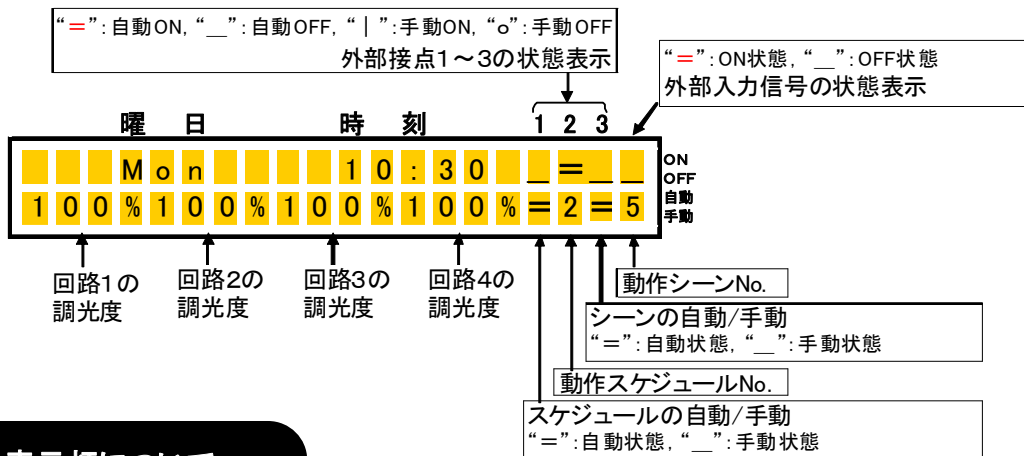 “=”:自動ON, “＿”:自動OFF, “｜”:手動ON, “o”:手動OFF
外部接点1～3の状態表示
“=”:ON状態, “＿”:OFF状態
外部入力信号の状態表示
曜 日 時 刻 1 2 3
Mon 10:30 _=__
100%100%100%100%=2=5
ON
OFF
自動
手動
回路1の
調光度
回路2の
調光度
回路3の
調光度
回路4の
調光度
動作シーンNo.
シーンの自動/手動
“=”:自動状態, “＿”:手動状態
動作スケジュールNo.
スケジュールの自動/手動
“=”:自動状態, “＿”:手動状態